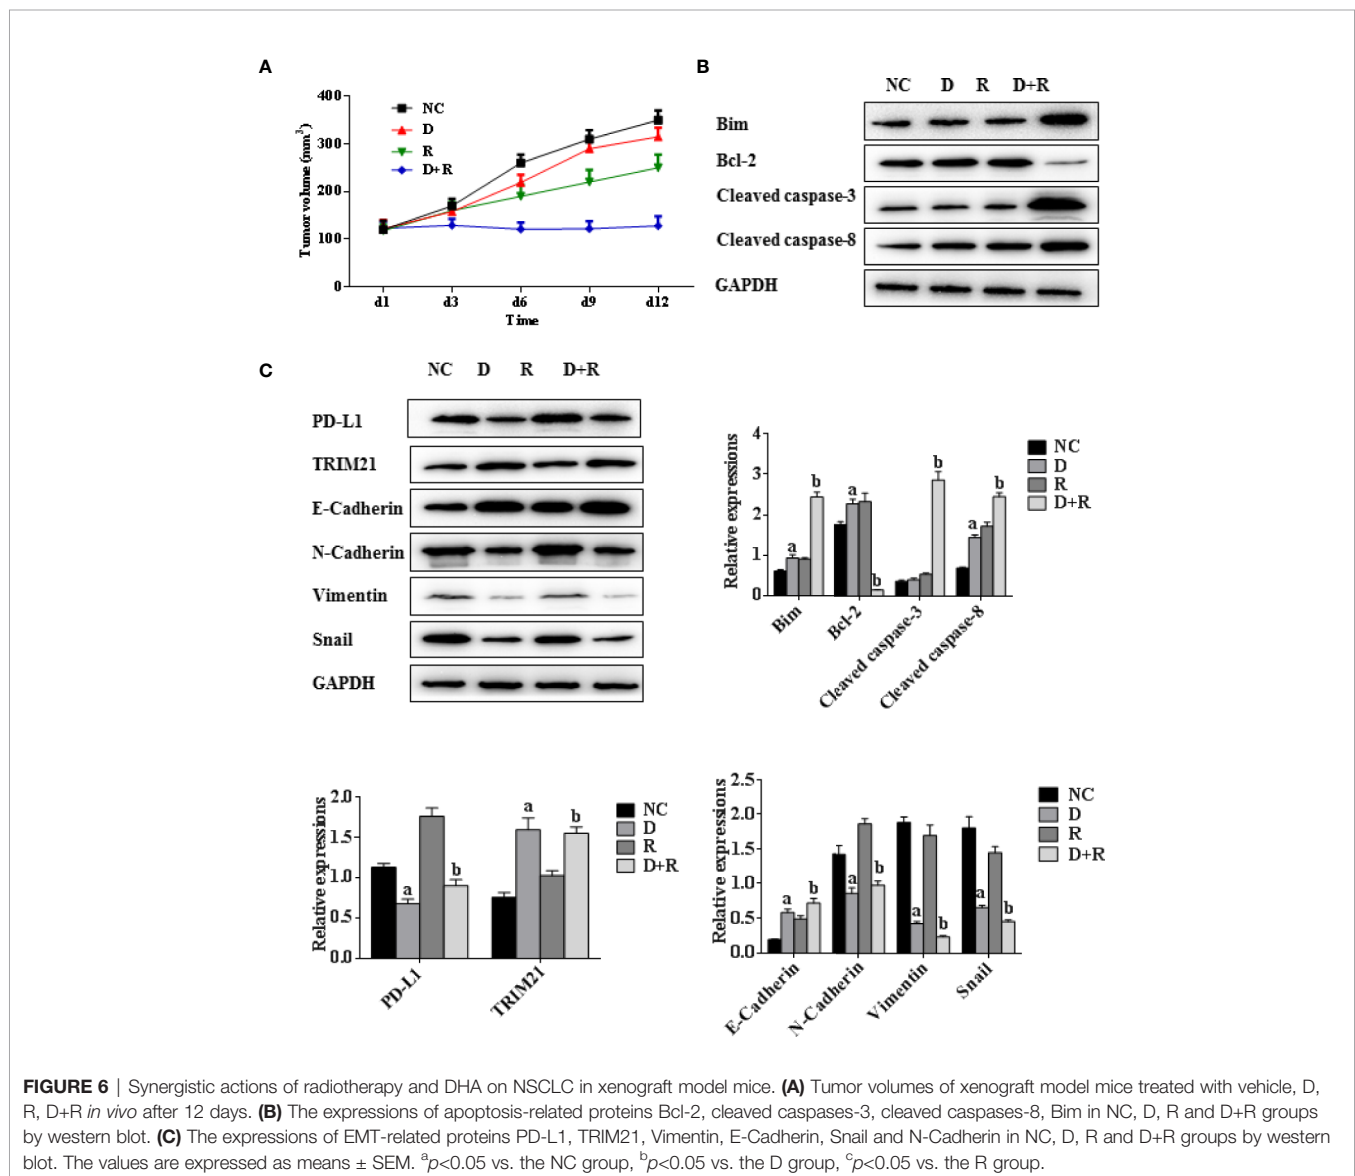 A
400
300
200
100
0
Tumor volume (mm³)
NC
D
R
D+R
d1 d3 d6 d9 d12
Time
B
NC D R D+R
Bim
Bcl-2
Cleaved caspase-3
Cleaved caspase-8
GAPDH
C
NC D R D+R
PD-L1
TRIM21
E-Cadherin
N-Cadherin
Vimentin
Snail
GAPDH
Relative expressions
4
3
2
1
0
a b a b b a b
NC
D
R
D+R
Bim Bcl-2 Cleaved caspase-3 Cleaved caspase-8
Relative expressions
2.0
1.5
1.0
0.5
0.0
a b a b
NC
D
R
D+R
PD-L1 TRIM21
Relative expressions
2.5
2.0
1.5
1.0
0.5
0.0
a b a b a b a b
NC
D
R
D+R
E-Cadherin N-Cadherin Vimentin Snail
FIGURE 6 | Synergistic actions of radiotherapy and DHA on NSCLC in xenograft model mice. (A) Tumor volumes of xenograft model mice treated with vehicle, D,
R, D+R in vivo after 12 days. (B) The expressions of apoptosis-related proteins Bcl-2, cleaved caspases-3, cleaved caspases-8, Bim in NC, D, R and D+R groups
by western blot. (C) The expressions of EMT-related proteins PD-L1, TRIM21, Vimentin, E-Cadherin, Snail and N-Cadherin in NC, D, R and D+R groups by western
blot. The values are expressed as means ± SEM. ᵃp<0.05 vs. the NC group, ᵇp<0.05 vs. the D group, ᶜp<0.05 vs. the R group.